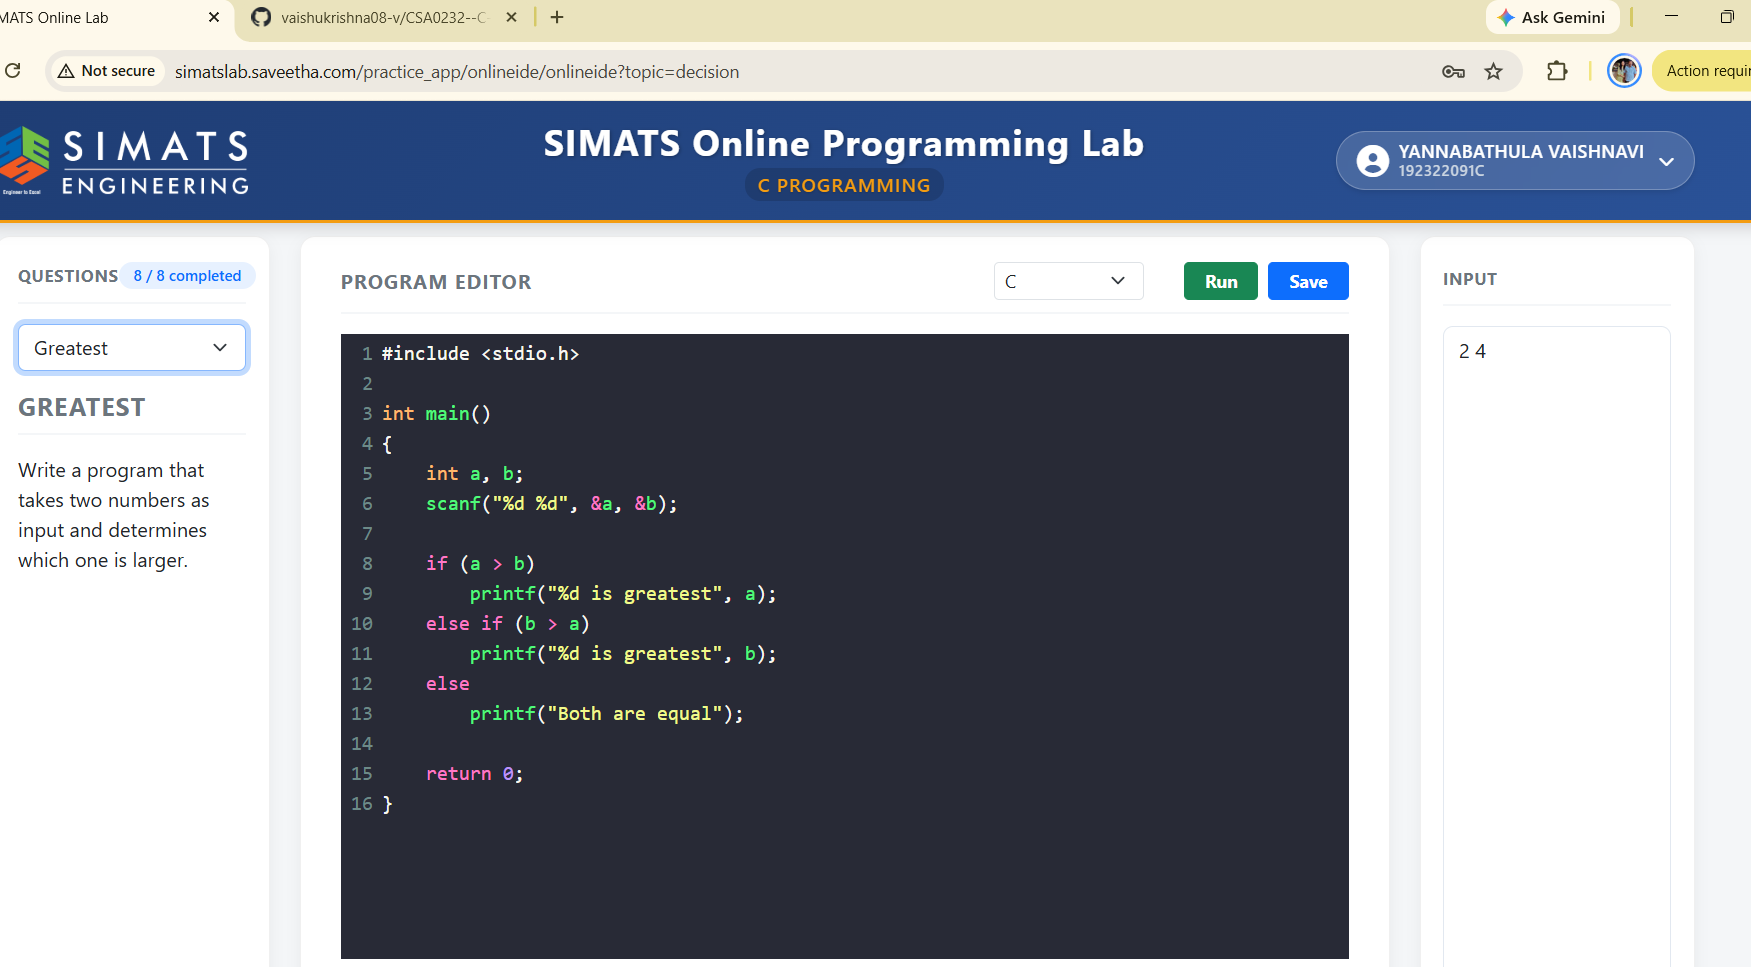 MATS Online Lab
vaishukrishna08-v/CSA0232--C-
Ask Gemini
Not secure
simatslab.saveetha.com/practice_app/onlineide/onlineide?topic=decision
Action requir
SIMATS
ENGINEERING
Engineer to Excel
SIMATS Online Programming Lab
C PROGRAMMING
YANNABATHULA VAISHNAVI
192322091C
QUESTIONS
8 / 8 completed
Greatest
GREATEST
Write a program that
takes two numbers as
input and determines
which one is larger.
PROGRAM EDITOR
C
Run
Save
1 #include <stdio.h>
2
3 int main()
4 {
5     int a, b;
6     scanf("%d %d", &a, &b);
7
8     if (a > b)
9         printf("%d is greatest", a);
10     else if (b > a)
11         printf("%d is greatest", b);
12     else
13         printf("Both are equal");
14
15     return 0;
16 }
INPUT
2 4